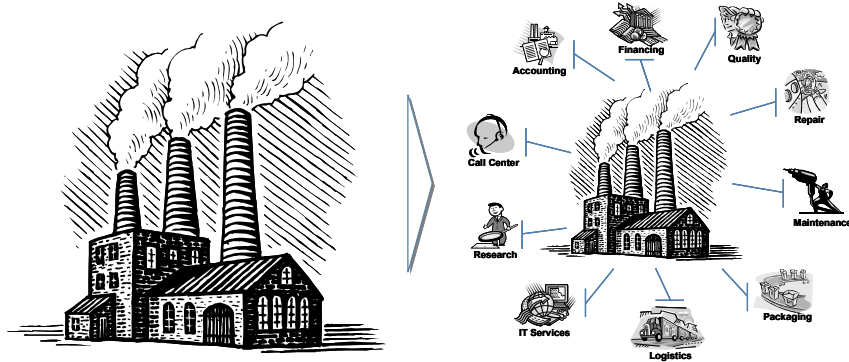 Financing
Accounting
Quality
Repair
Call Center
Maintenance
Research
IT Services
Packaging
Logistics